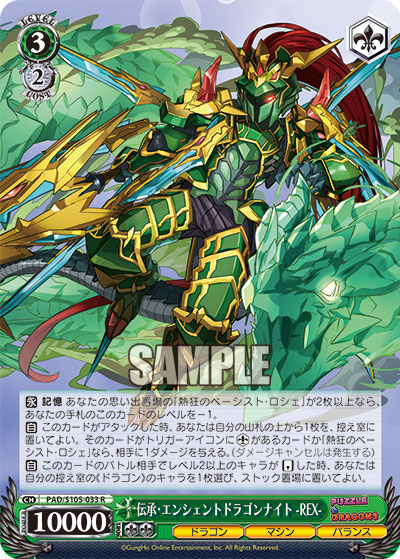 LEVEL
3
2
COST
SAMPLE
永 記憶 あなたの思い出置場の「熱狂のベーシスト・ロシェ」が2枚以上なら、
あなたの手札のこのカードのレベルを－1。
自 このカードがアタックした時、あなたは自分の山札の上から1枚を、控え室に
置いてよい。そのカードがトリガーアイコンに
があるカードか「熱狂のベーシ
スト・ロシェ」なら、相手に1ダメージを与える。（ダメージキャンセルは発生する）
自 このカードとバトル中のレベル2以上のキャラが【
】した時、あなたは自分
の控え室の《ドラゴン》のキャラを1枚選び、ストック置場に置いてよい。
CH PAD/S105-033 R
伝承・エンシェントドラゴンナイト -REX-
PUZZLE & DRAGONS
POWER
10000
ドラゴン
マシン
バランス
©GungHo Online Entertainment, Inc. All Rights Reserved.